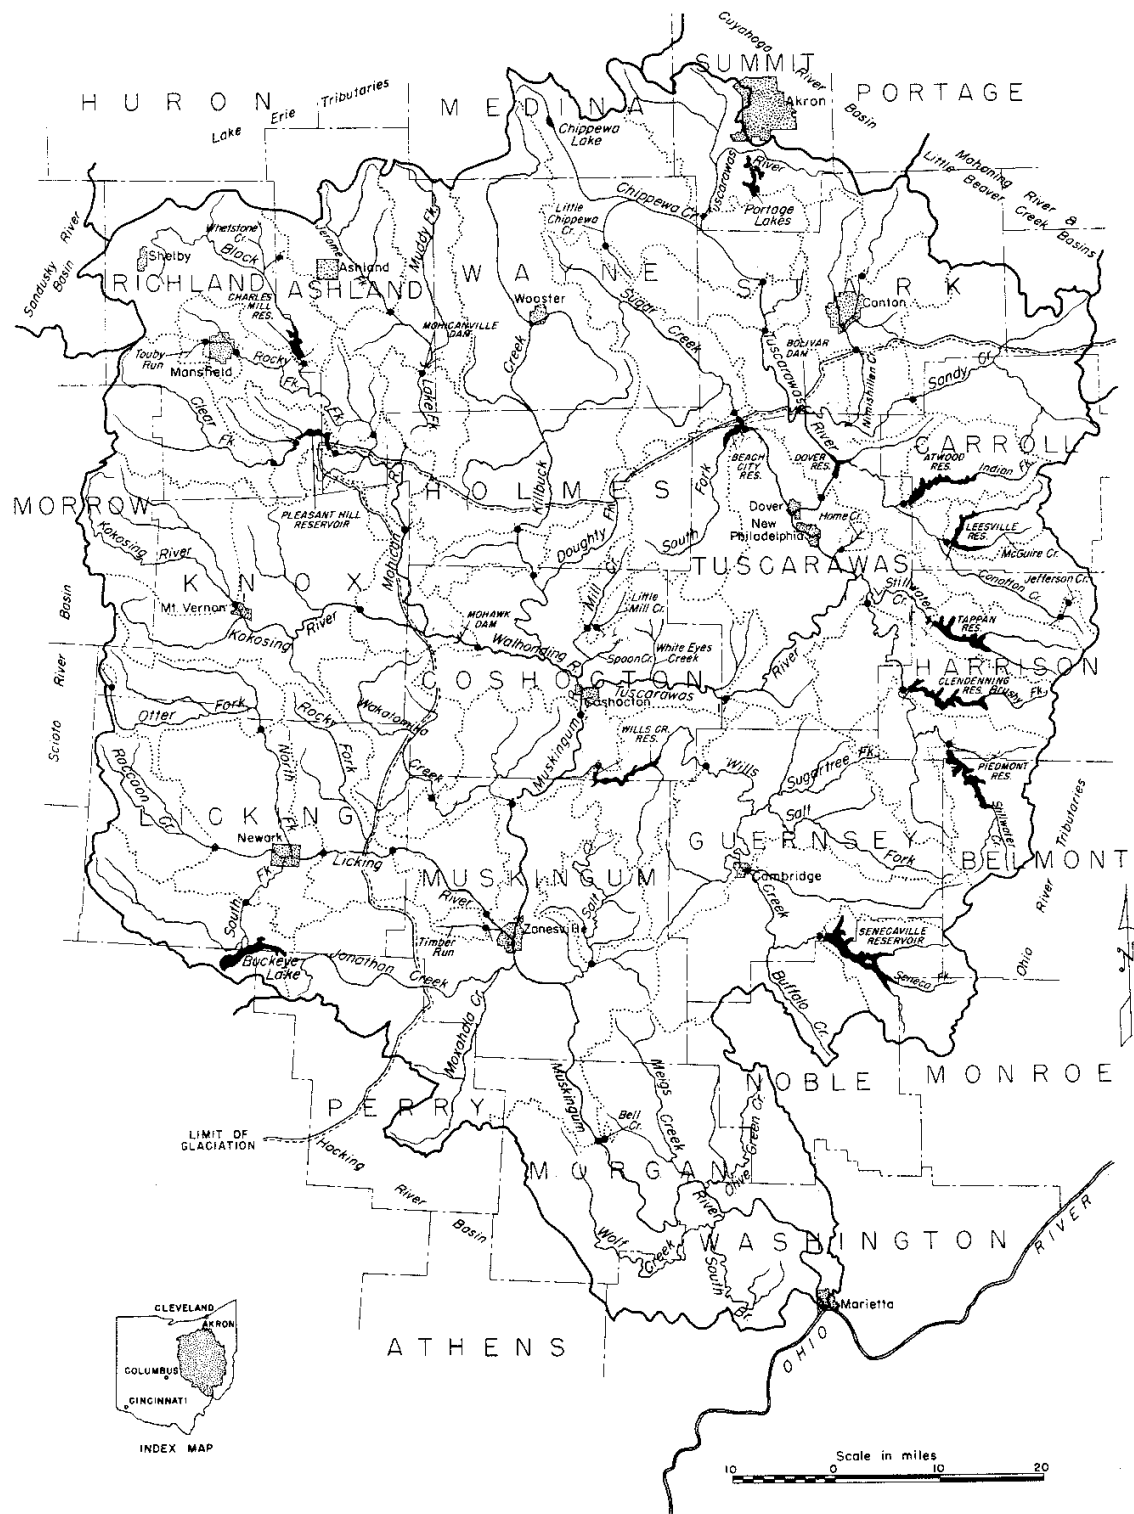 Cuyahoga
River
Basin
SUMMIT
Akron
PORTAGE
HURON
Lake Erie Tributaries
MEDINA
Chippewa
Lake
Mahoning River &
Little Beaver Creek Basins
Tuscarawas
River
Portage
Lakes
Chippewa Cr.
Little
Chippewa
Cr.
Sandusky River
Basin
Whetstone
Cr.
Black
Fk.
Shelby
Jerome Fk.
Ashland
Muddy Fk.
RICHLAND
ASHLAND
WAYNE
STARK
CHARLES
MILL
RES.
Wooster
Sugar Creek
Canton
MOHICANVILLE
DAM
Touby
Run
Mansfield
Rocky
Fk.
Lake Fk.
Killbuck
Creek
Tuscarawas
River
BOLIVAR
DAM
Nimishillen Cr.
Sandy Cr.
Clear Fk.
CARROLL
BEACH
CITY
RES.
DOVER
RES.
ATWOOD
RES.
Indian Fk.
MORROW
PLEASANT HILL
RESERVOIR
HOLMES
South Fork
Dover
New
Philadelphia
Home Cr.
LEESVILLE
RES.
McGuire Cr.
Kokosing
River
Mohican
R.
Doughty
Fk.
TUSCARAWAS
Conotton Cr.
Jefferson Cr.
KNOX
Mill Cr.
Little
Mill Cr.
Stillwater
Cr.
Mt. Vernon
Kokosing River
MOHAWK
DAM
Walhonding R.
Spoon Cr.
White Eyes
Creek
TAPPAN
RES.
HARRISON
Scioto River Basin
COSHOCTON
Tuscarawas
River
Coshocton
CLENDENNING
RES.
Brushy Fk.
Otter Fork
Rocky
Fork
Wakatomika
Creek
Muskingum
WILLS CR.
RES.
Wills
Creek
Sugartree Fk.
PIEDMONT
RES.
Stillwater
Cr.
Raccoon Cr.
North
Fk.
LICKING
Newark
Licking
River
Salt
Fork
GUERNSEY
BELMONT
Ohio River Tributaries
South
Fk.
MUSKINGUM
Salt
Cambridge
Timber
Run
Zanesville
SENECAVILLE
RESERVOIR
Seneca Fk.
Buckeye
Lake
Jonathan Creek
Buffalo
Cr.
Moxahala Cr.
NOBLE
MONROE
PERRY
Muskingum
River
Meigs
Creek
Bell
Cr.
Olive Green Cr.
LIMIT OF
GLACIATION
Hocking
River
Basin
MORGAN
Wolf
Creek
South
Br.
WASHINGTON
OHIO RIVER
Marietta
ATHENS
CLEVELAND
AKRON
COLUMBUS
CINCINNATI
INDEX MAP
Scale in miles
10 0 10 20